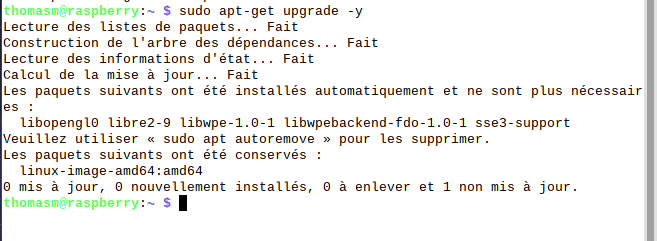 thomasm@raspberry:~ $ sudo apt-get upgrade -y
Lecture des listes de paquets... Fait
Construction de l'arbre des dépendances... Fait
Lecture des informations d'état... Fait
Calcul de la mise à jour... Fait
Les paquets suivants ont été installés automatiquement et ne sont plus nécessair
es :
  libopengl0 libre2-9 libwpe-1.0-1 libwpebackend-fdo-1.0-1 sse3-support
Veuillez utiliser « sudo apt autoremove » pour les supprimer.
Les paquets suivants ont été conservés :
  linux-image-amd64:amd64
0 mis à jour, 0 nouvellement installés, 0 à enlever et 1 non mis à jour.
thomasm@raspberry:~ $